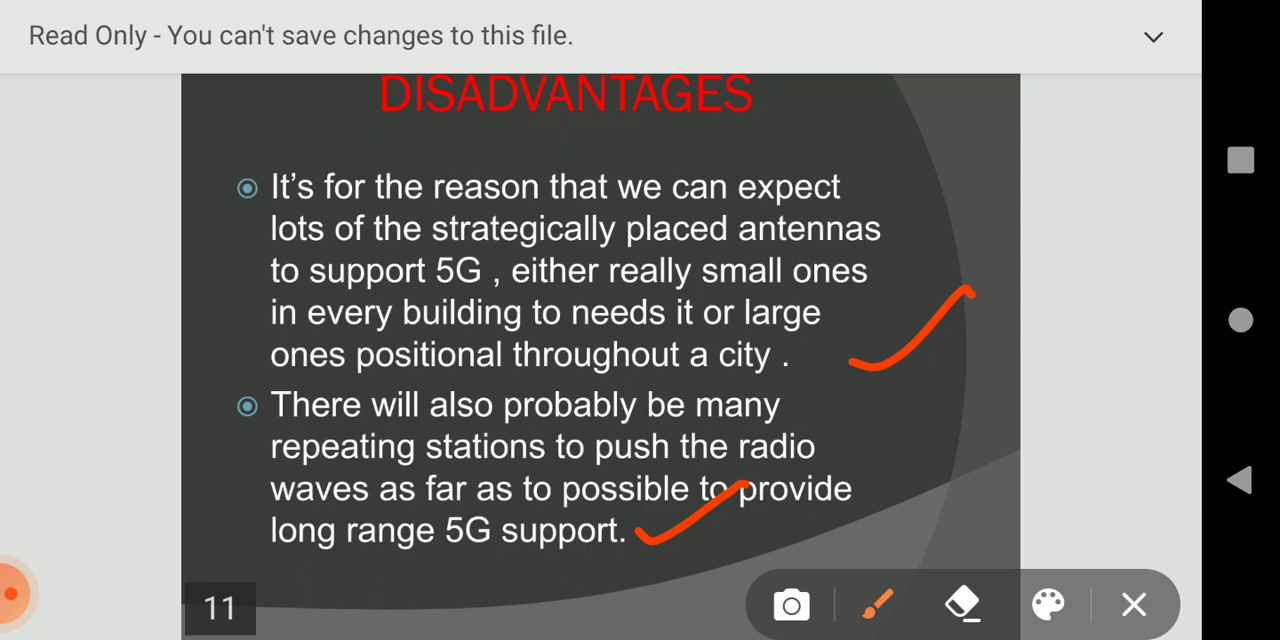 Read Only - You can't save changes to this file.
DISADVANTAGES
It's for the reason that we can expect
lots of the strategically placed antennas
to support 5G , either really small ones
in every building to needs it or large
ones positional throughout a city .
There will also probably be many
repeating stations to push the radio
waves as far as to possible to provide
long range 5G support.
11